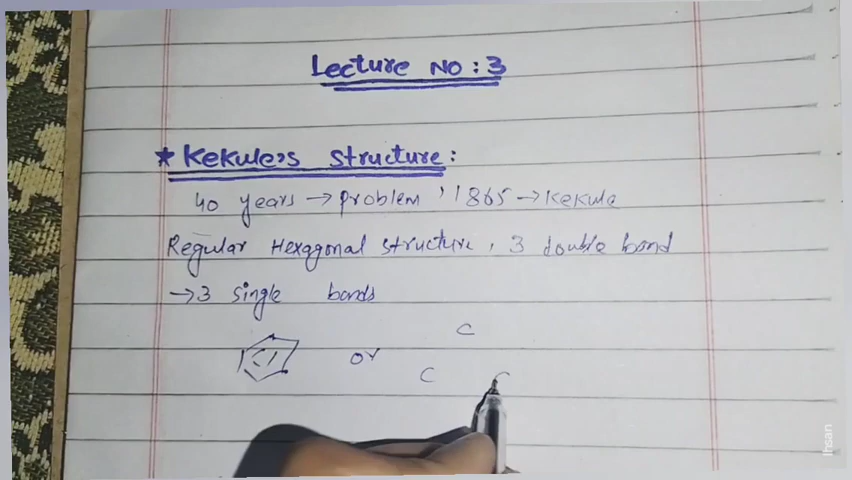 Lecture No : 3
* Kekule's structure :
40 years → problem , 1865 → Kekule
Regular Hexagonal structure , 3 double bond
→ 3 single bonds
or
C
C C
Ihsan